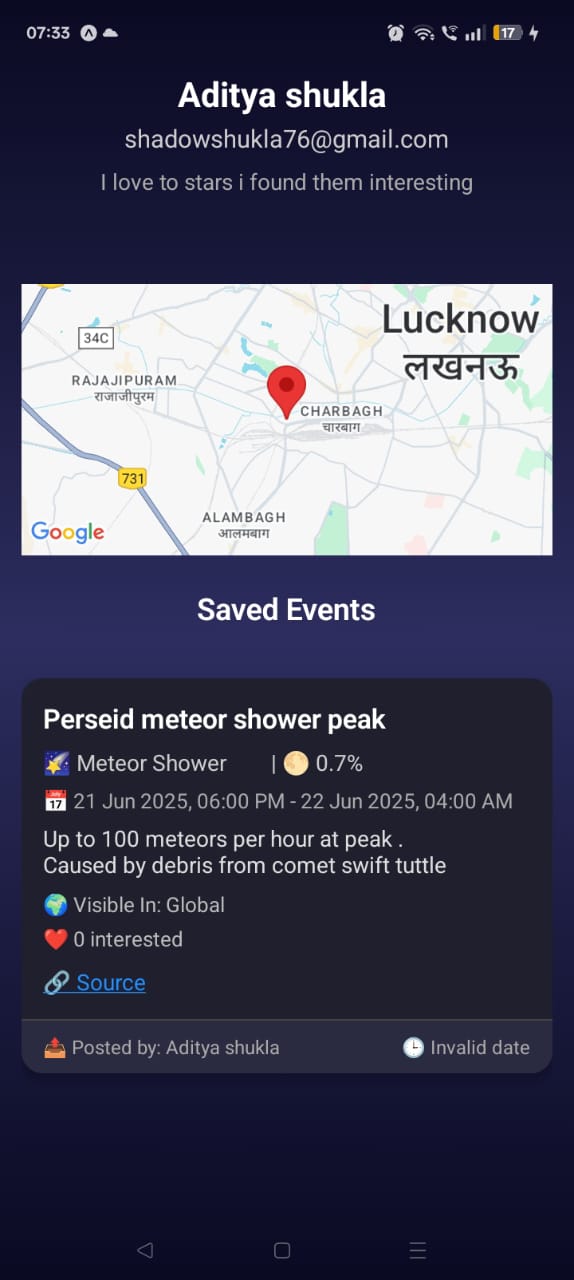 07:33
17
Aditya shukla
shadowshukla76@gmail.com
I love to stars i found them interesting
Lucknow
लखनऊ
34C
RAJAJIPURAM
राजाजीपुरम
CHARBAGH
चारबाग
731
ALAMBAGH
आलमबाग
Google
Saved Events
Perseid meteor shower peak
🌠 Meteor Shower | 🌕 0.7%
📅 21 Jun 2025, 06:00 PM - 22 Jun 2025, 04:00 AM
Up to 100 meteors per hour at peak .
Caused by debris from comet swift tuttle
🌍 Visible In: Global
❤️ 0 interested
🔗 Source
📤 Posted by: Aditya shukla 🕒 Invalid date